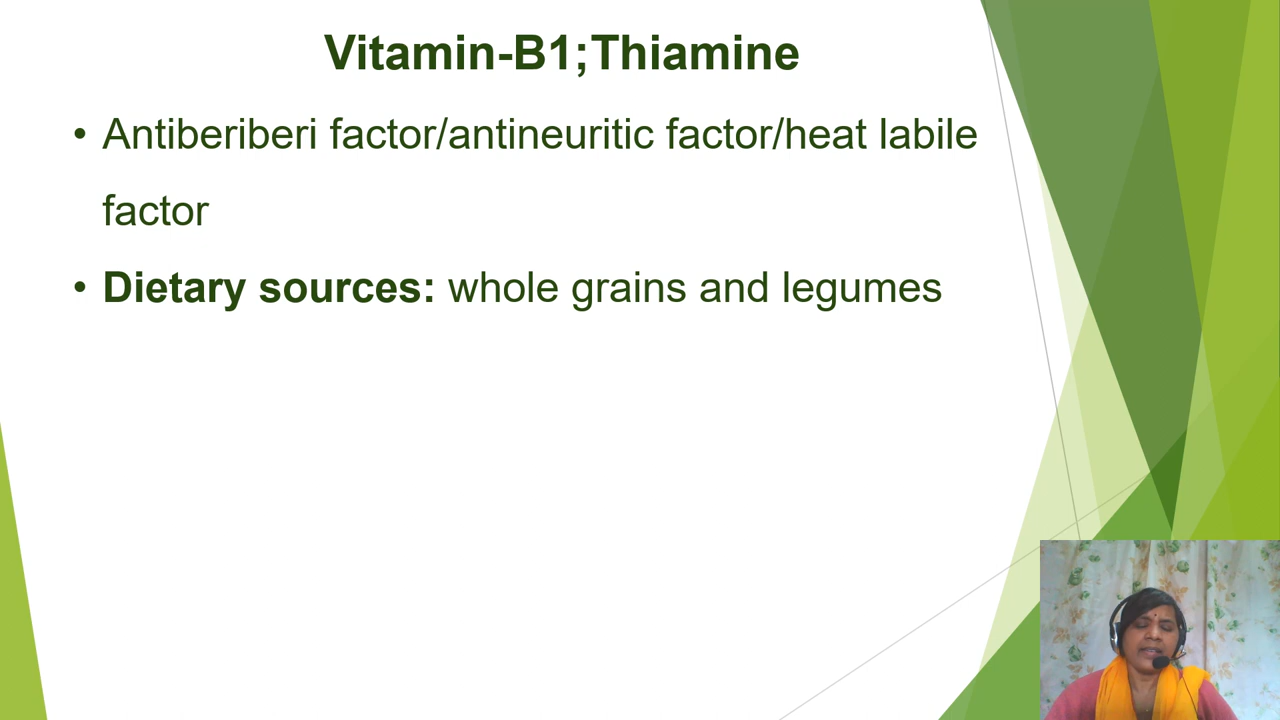 Vitamin-B1;Thiamine
• Antiberiberi factor/antineuritic factor/heat labile
factor
• Dietary sources: whole grains and legumes